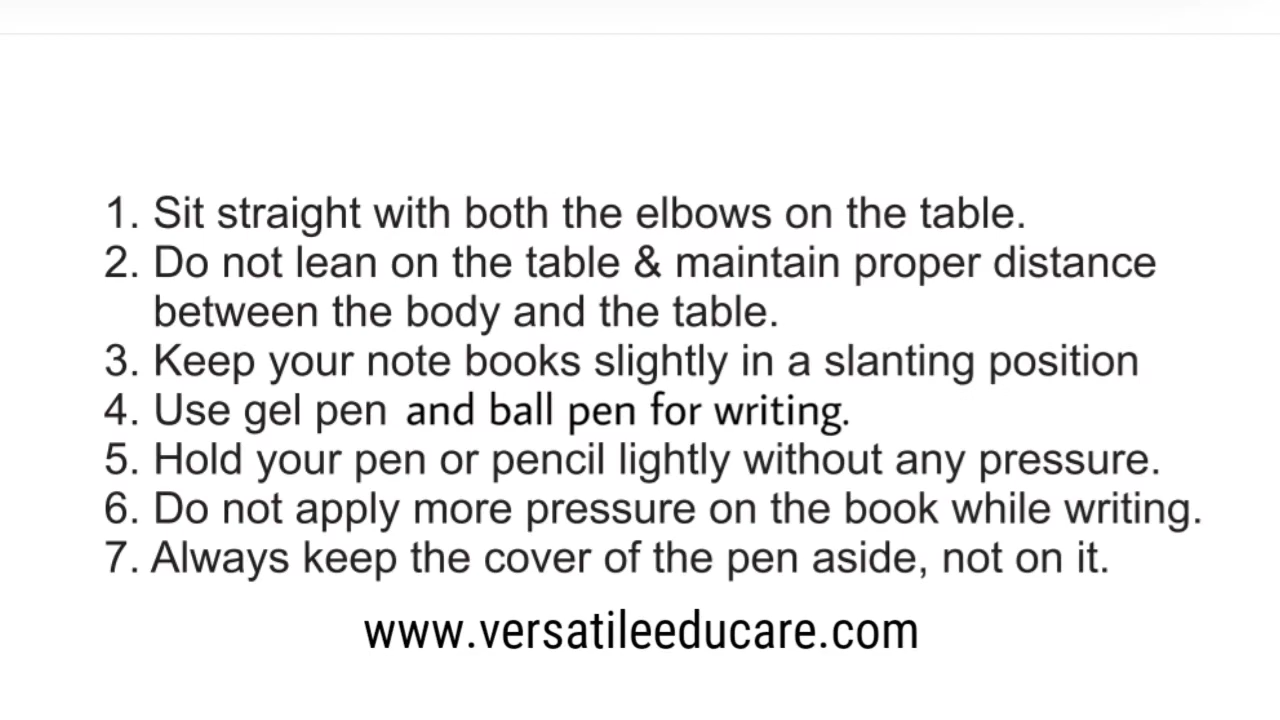 1. Sit straight with both the elbows on the table.
2. Do not lean on the table & maintain proper distance
between the body and the table.
3. Keep your note books slightly in a slanting position
4. Use gel pen and ball pen for writing.
5. Hold your pen or pencil lightly without any pressure.
6. Do not apply more pressure on the book while writing.
7. Always keep the cover of the pen aside, not on it.
www.versatileeducare.com